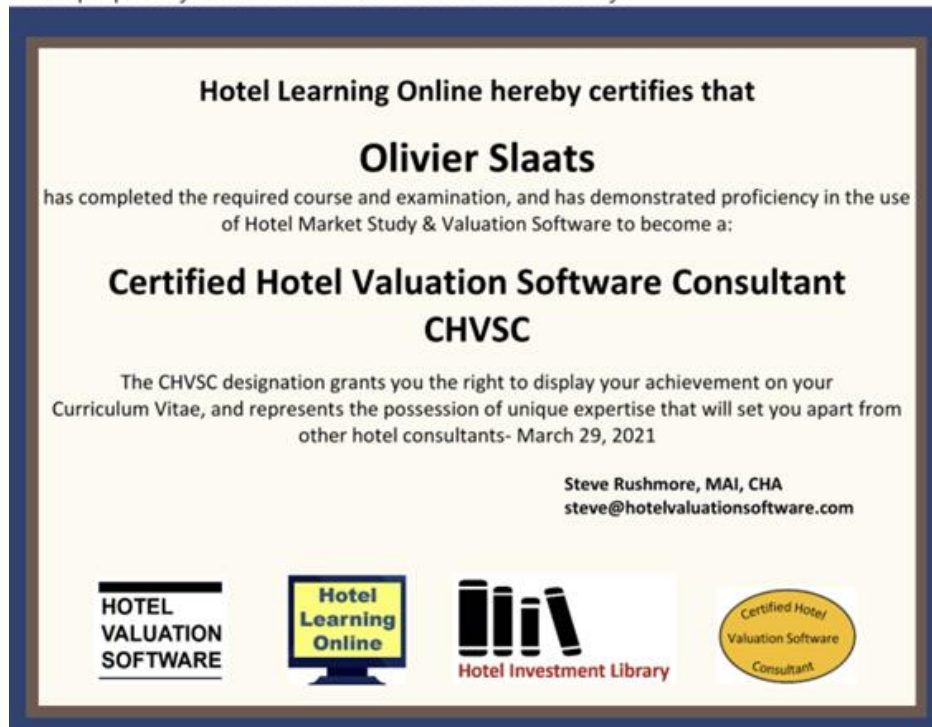 Hotel Learning Online hereby certifies that
Olivier Slaats
has completed the required course and examination, and has demonstrated proficiency in the use
of Hotel Market Study & Valuation Software to become a:
Certified Hotel Valuation Software Consultant
CHVSC
The CHVSC designation grants you the right to display your achievement on your
Curriculum Vitae, and represents the possession of unique expertise that will set you apart from
other hotel consultants- March 29, 2021
Steve Rushmore, MAI, CHA
steve@hotelvaluationsoftware.com
HOTEL
VALUATION
SOFTWARE
Hotel
Learning
Online
Hotel Investment Library
Certified Hotel
Valuation Software
Consultant